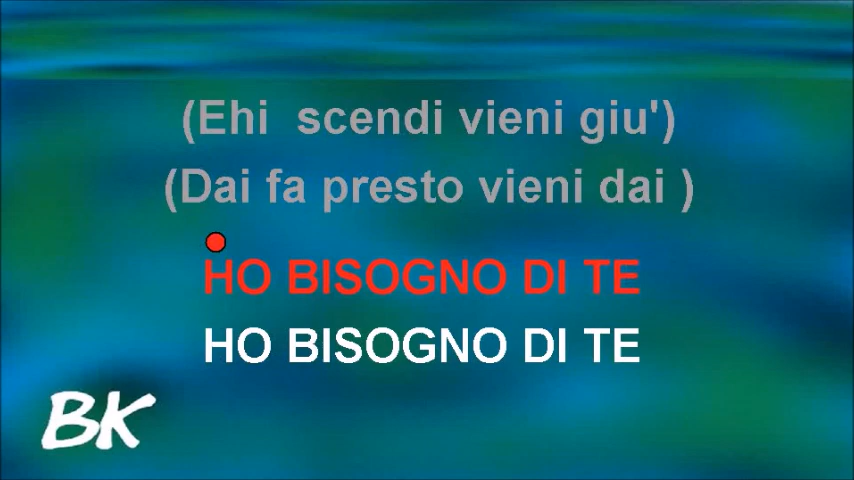 (Ehi  scendi vieni giu')
(Dai fa presto vieni dai )
HO BISOGNO DI TE
HO BISOGNO DI TE
BK